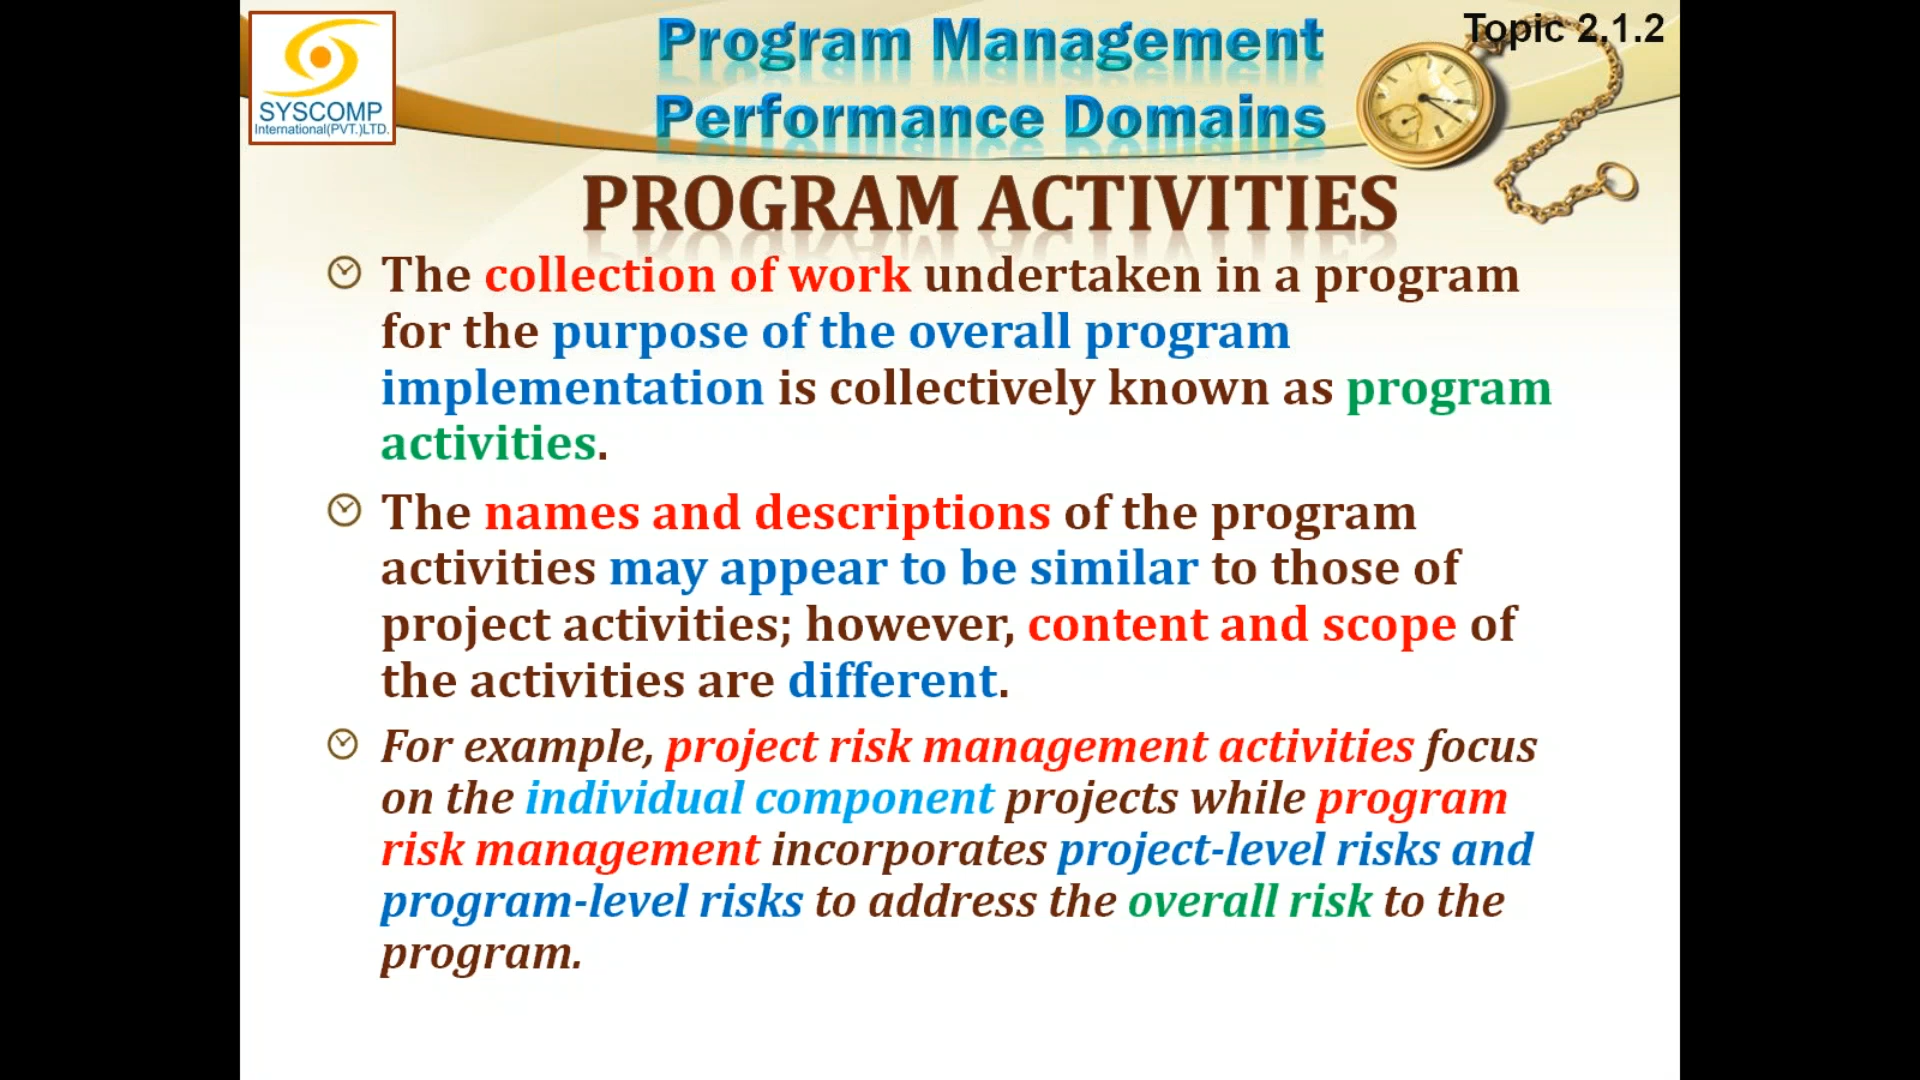 Topic 2.1.2
SYSCOMP
International(PVT.)LTD.
Program Management
Performance Domains
PROGRAM ACTIVITIES
The collection of work undertaken in a program
for the purpose of the overall program
implementation is collectively known as program
activities.
The names and descriptions of the program
activities may appear to be similar to those of
project activities; however, content and scope of
the activities are different.
For example, project risk management activities focus
on the individual component projects while program
risk management incorporates project-level risks and
program-level risks to address the overall risk to the
program.